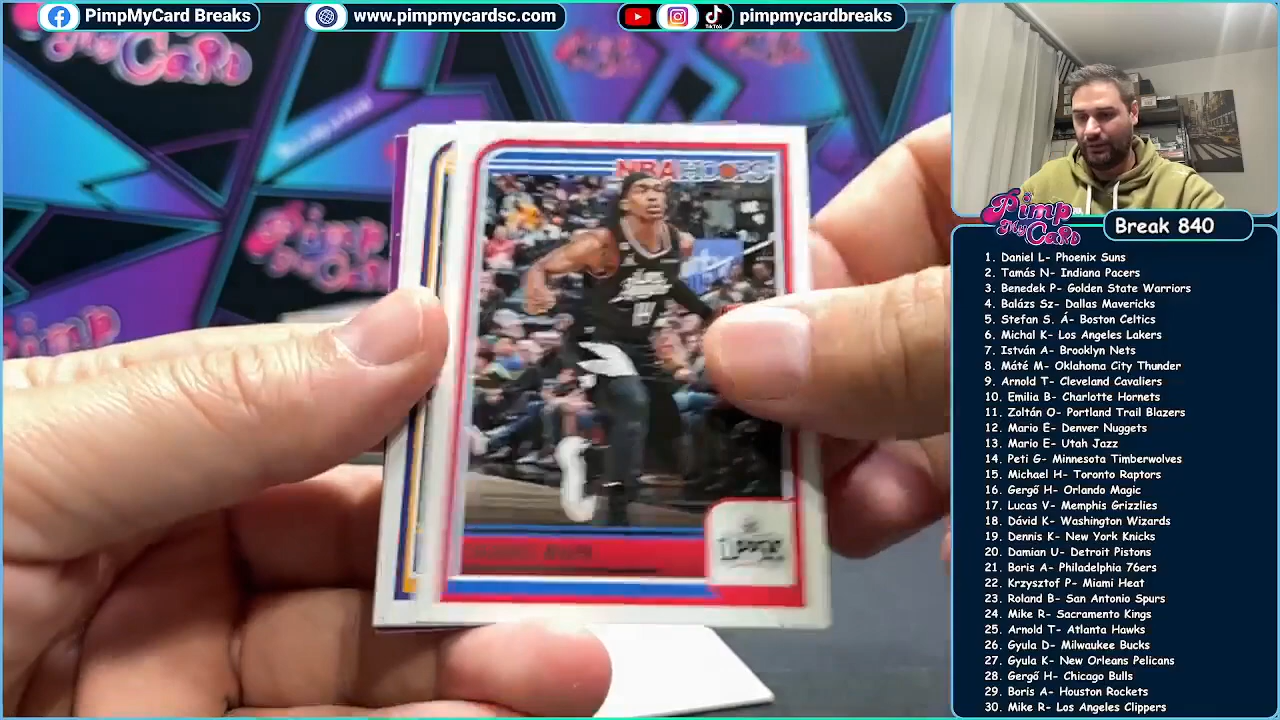 PimpMyCard Breaks
www.pimpmycardsc.com
TikTok
pimpmycardbreaks
NBA HOOPS
14
CLIPPERS
Pimp
My
Card
Break 840
1. Daniel L- Phoenix Suns
2. Tamás N- Indiana Pacers
3. Benedek P- Golden State Warriors
4. Balázs Sz- Dallas Mavericks
5. Stefan S. Á- Boston Celtics
6. Michal K- Los Angeles Lakers
7. István A- Brooklyn Nets
8. Máté M- Oklahoma City Thunder
9. Arnold T- Cleveland Cavaliers
10. Emilia B- Charlotte Hornets
11. Zoltán O- Portland Trail Blazers
12. Mario E- Denver Nuggets
13. Mario E- Utah Jazz
14. Peti G- Minnesota Timberwolves
15. Michael H- Toronto Raptors
16. Gergő H- Orlando Magic
17. Lucas V- Memphis Grizzlies
18. Dávid K- Washington Wizards
19. Dennis K- New York Knicks
20. Damian U- Detroit Pistons
21. Boris A- Philadelphia 76ers
22. Krzysztof P- Miami Heat
23. Roland B- San Antonio Spurs
24. Mike R- Sacramento Kings
25. Arnold T- Atlanta Hawks
26. Gyula D- Milwaukee Bucks
27. Gyula K- New Orleans Pelicans
28. Gergő H- Chicago Bulls
29. Boris A- Houston Rockets
30. Mike R- Los Angeles Clippers